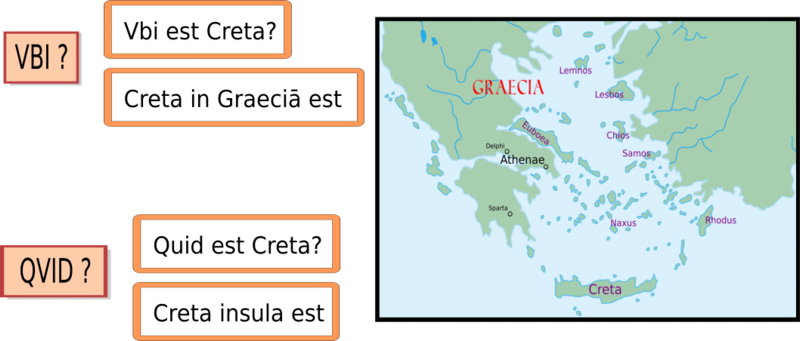 VBI ?
Vbi est Creta?
Creta in Graeciā est
QVID ?
Quid est Creta?
Creta insula est
GRAECIA
Lemnos
Lesbos
Euboea
Chios
Delphi
Athenae
Samos
Sparta
Naxus
Rhodus
Creta